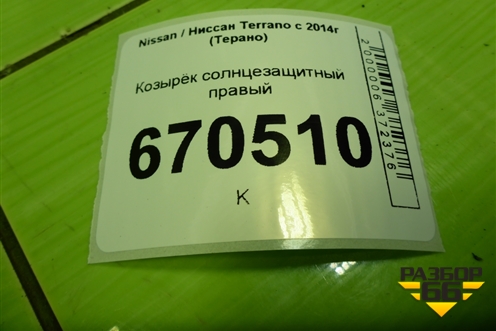 Nissan / Ниссан Terrano с 2014г
(Терано)
Козырёк солнцезащитный
правый
670510
К
2000006372376
РАЗБОР
66